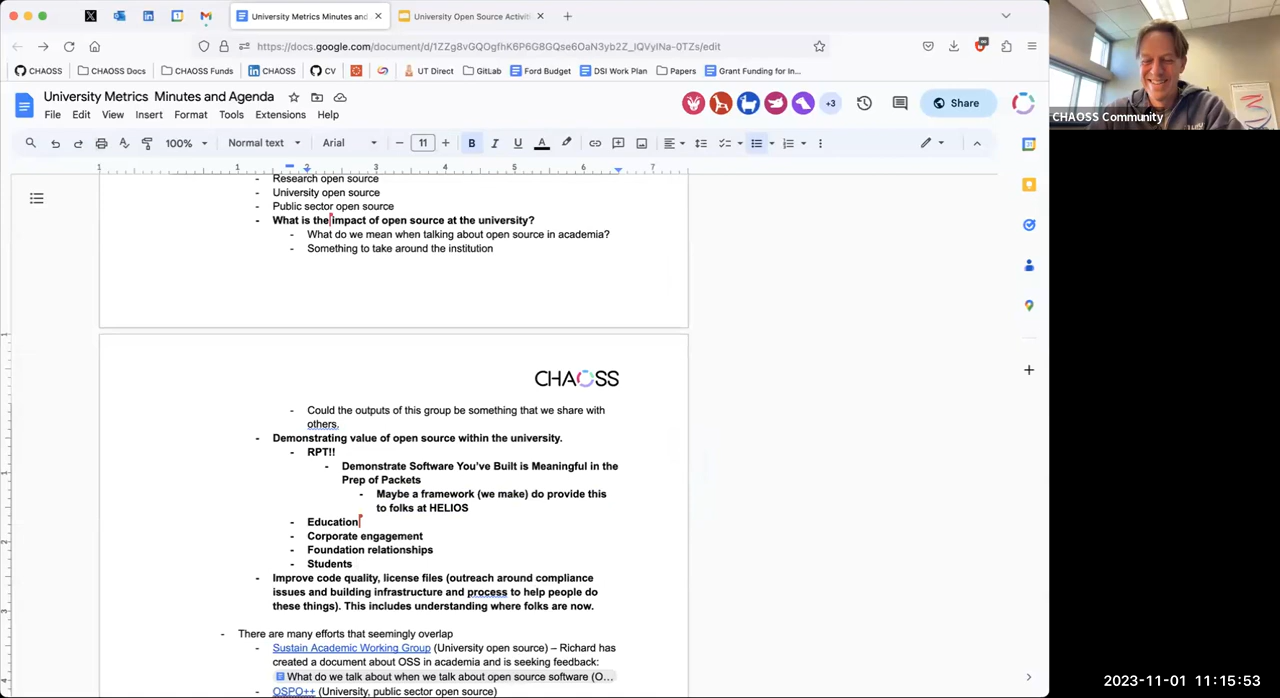 University Metrics Minutes and
University Open Source Activit
https://docs.google.com/document/d/1ZZg8vGQOgfhK6P6G8GQse6OaN3yb2Z_IQVyINa-0TZs/edit
CHAOSS
CHAOSS Docs
CHAOSS Funds
CHAOSS
CV
UT Direct
GitLab
Ford Budget
DSI Work Plan
Papers
Grant Funding for In...
University Metrics Minutes and Agenda
File Edit View Insert Format Tools Extensions Help
+3
Share
100% Normal text Arial 11 B I U A
1 1 2 3 4 5 6 7
- Research open source
- University open source
- Public sector open source
- What is the impact of open source at the university?
- What do we mean when talking about open source in academia?
- Something to take around the institution
CHAOSS
- Could the outputs of this group be something that we share with
others.
- Demonstrating value of open source within the university.
- RPT!!
- Demonstrate Software You've Built is Meaningful in the
Prep of Packets
- Maybe a framework (we make) do provide this
to folks at HELIOS
- Education
- Corporate engagement
- Foundation relationships
- Students
- Improve code quality, license files (outreach around compliance
issues and building infrastructure and process to help people do
these things). This includes understanding where folks are now.
- There are many efforts that seemingly overlap
- Sustain Academic Working Group (University open source) – Richard has
created a document about OSS in academia and is seeking feedback:
What do we talk about when we talk about open source software (O...
- OSPO++ (University, public sector open source)
CHAOSS Community
2023-11-01 11:15:53